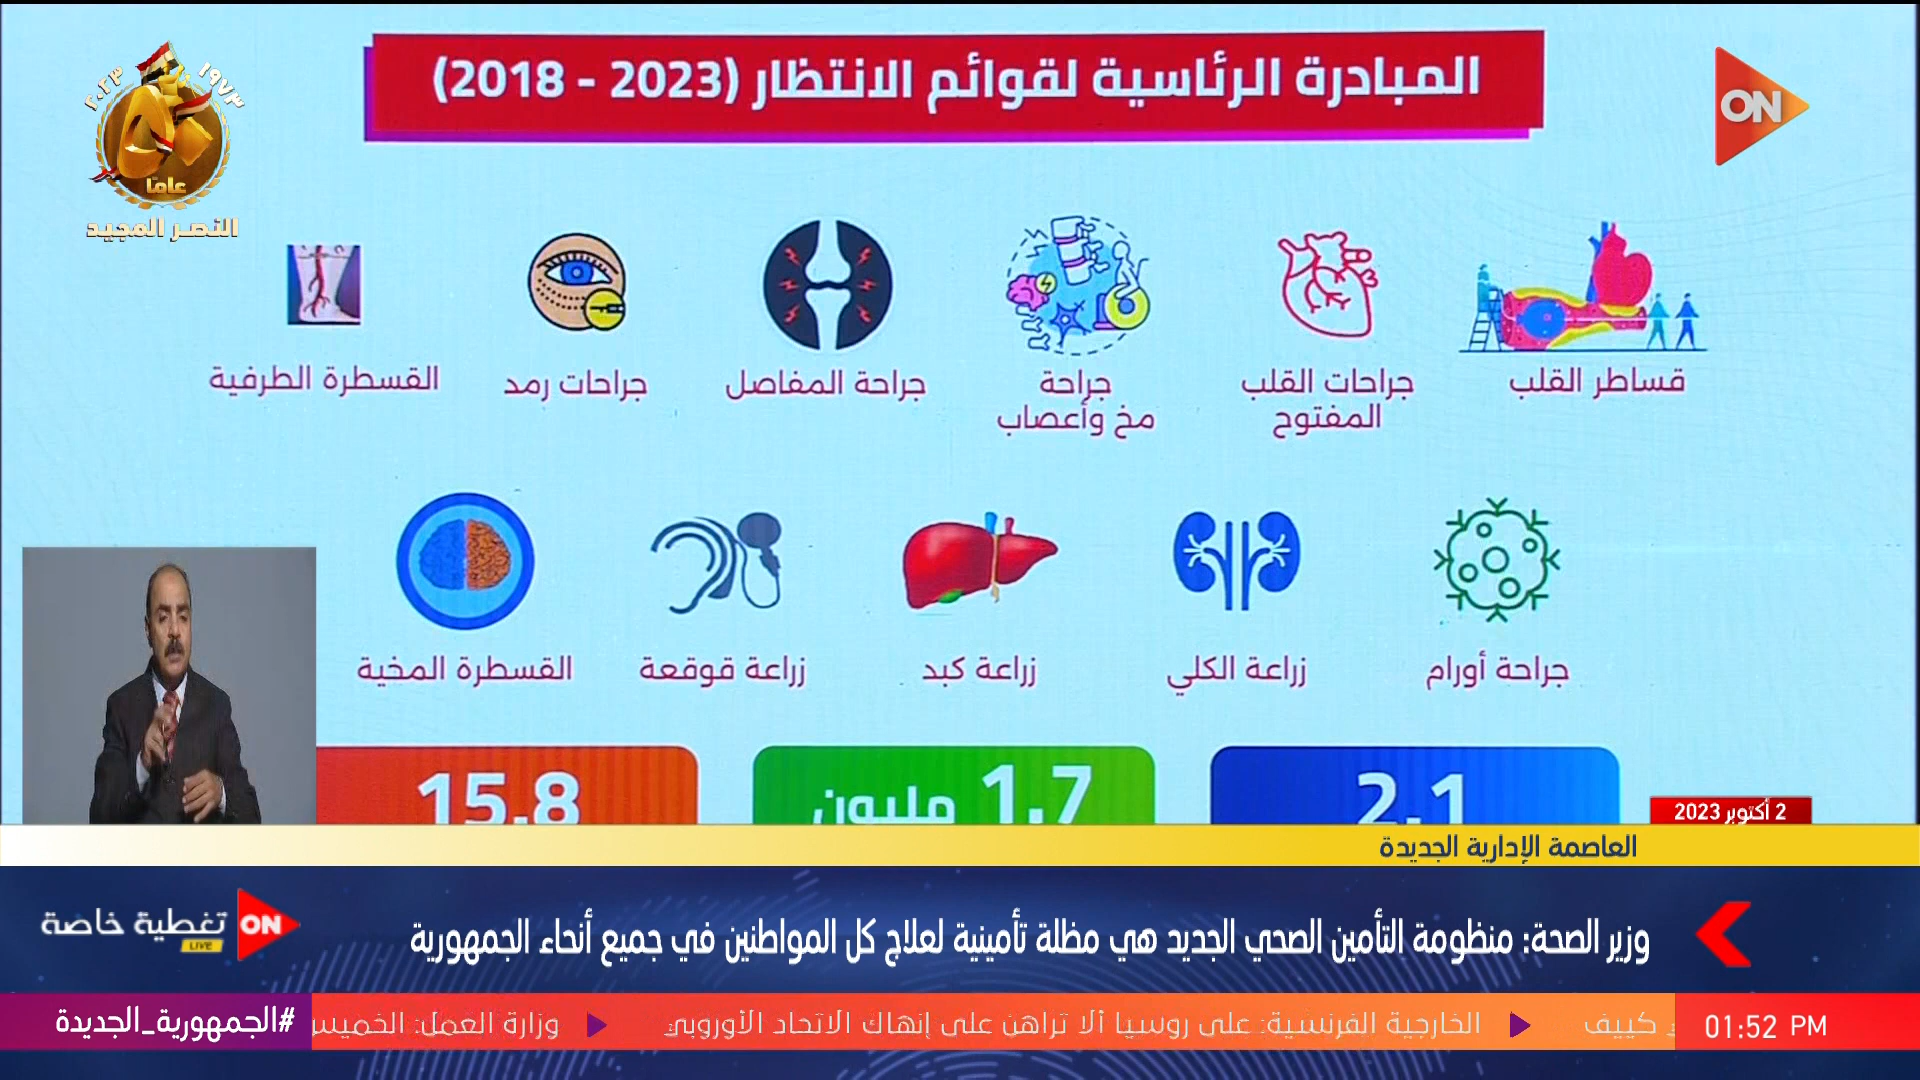 المبادرة الرئاسية لقوائم الانتظار (2023 - 2018)
ON
١٩٧٣
٢٠٢٣
عاما
النصر المجيد
قساطر القلب
جراحات القلب
المفتوح
جراحة
مخ وأعصاب
جراحة المفاصل
جراحات رمد
القسطرة الطرفية
جراحة أورام
زراعة الكلي
زراعة كبد
زراعة قوقعة
القسطرة المخية
2.1
1.7 مليون
15.8
2 أكتوبر 2023
العاصمة الإدارية الجديدة
وزير الصحة: منظومة التأمين الصحي الجديد هي مظلة تأمينية لعلاج كل المواطنين في جميع أنحاء الجمهورية
ON تغطية خاصة
LIVE
01:52 PM
كييف
الخارجية الفرنسية: على روسيا ألا تراهن على إنهاك الاتحاد الأوروبي
وزارة العمل: الخميس
#الجمهورية_الجديدة